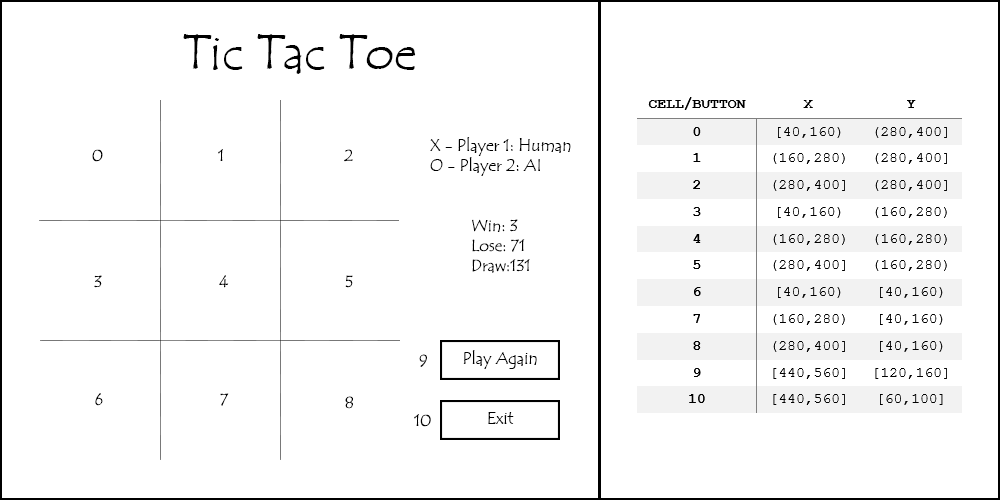 Tic Tac Toe
0 1 2
3 4 5
6 7 8
X - Player 1: Human
O - Player 2: AI
Win: 3
Lose: 71
Draw:131
9 Play Again
10 Exit
CELL/BUTTON X Y
0 [40,160) (280,400]
1 (160,280) (280,400]
2 (280,400] (280,400]
3 [40,160) (160,280)
4 (160,280) (160,280)
5 (280,400] (160,280)
6 [40,160) [40,160)
7 (160,280) [40,160)
8 (280,400] [40,160)
9 [440,560] [120,160]
10 [440,560] [60,100]